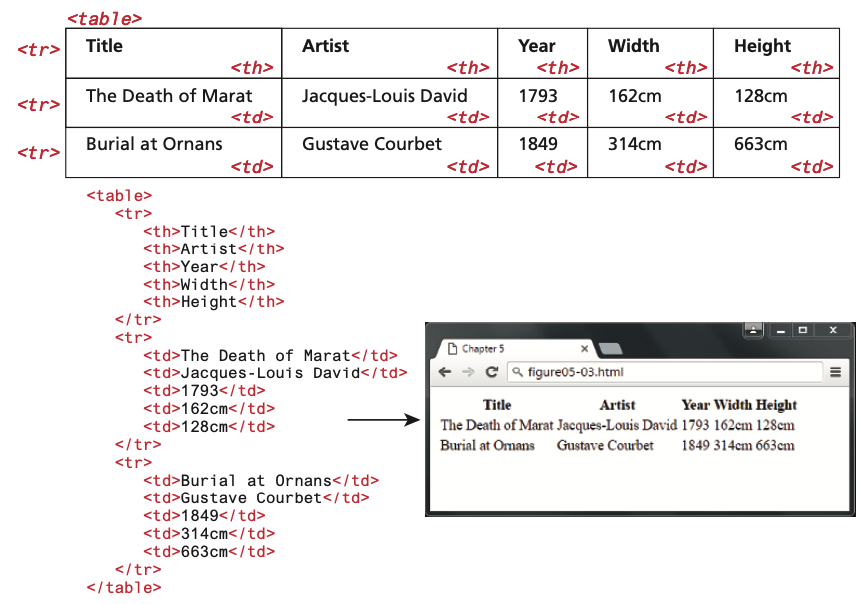 <table>
<tr> Title Artist Year Width Height
<th> <th> <th> <th> <th>
<tr> The Death of Marat Jacques-Louis David 1793 162cm 128cm
<td> <td> <td> <td> <td>
<tr> Burial at Ornans Gustave Courbet 1849 314cm 663cm
<td> <td> <td> <td> <td>
<table>
<tr>
<th>Title</th>
<th>Artist</th>
<th>Year</th>
<th>Width</th>
<th>Height</th>
</tr>
<tr>
<td>The Death of Marat</td>
<td>Jacques-Louis David</td>
<td>1793</td>
<td>162cm</td>
<td>128cm</td>
</tr>
<tr>
<td>Burial at Ornans</td>
<td>Gustave Courbet</td>
<td>1849</td>
<td>314cm</td>
<td>663cm</td>
</tr>
</table>
Chapter 5
figure05-03.html
Title Artist Year Width Height
The Death of Marat Jacques-Louis David 1793 162cm 128cm
Burial at Ornans Gustave Courbet 1849 314cm 663cm